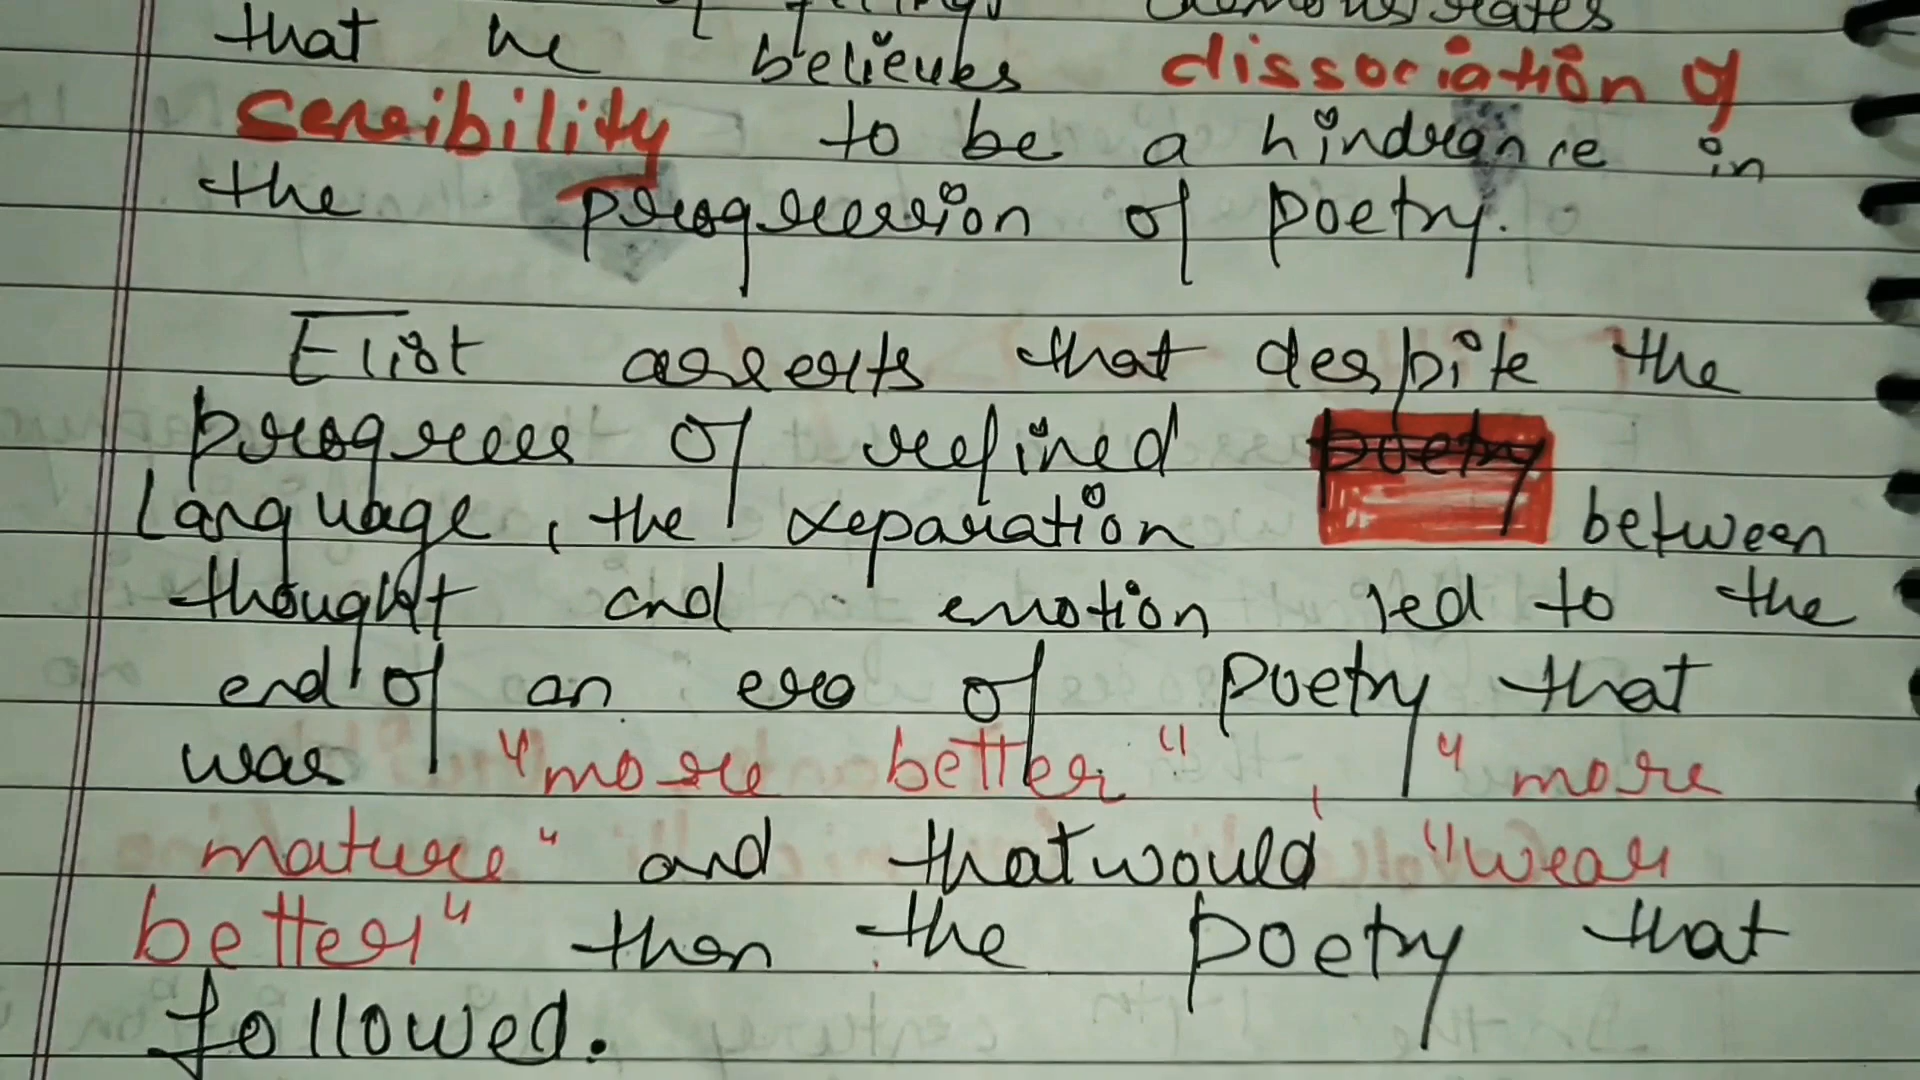 demonstrates
that he believes dissociation of
sensibility to be a hindrance in
the progression of poetry.
Eliot asserts that despite the
progress of refined poetry
language, the separation between
thought and emotion led to the
end of an era of poetry that
was "more better", "more
mature" and that would "wear
better" than the poetry that
followed.